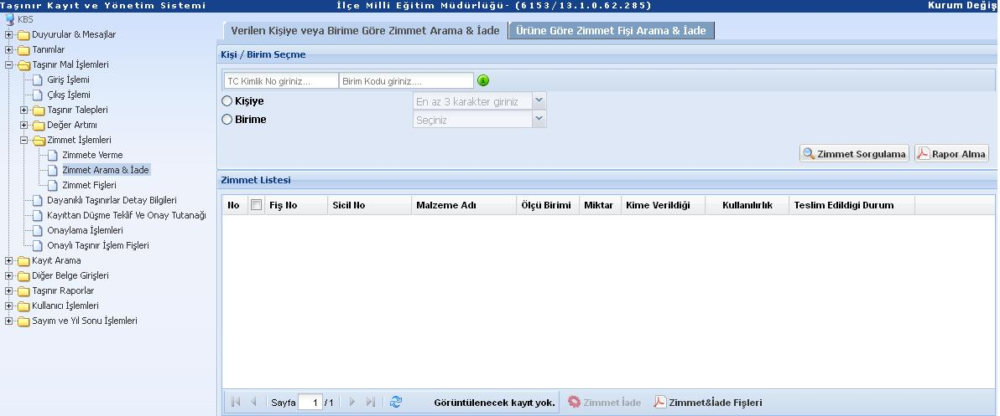 Taşınır Kayıt ve Yönetim Sistemi İlçe Milli Eğitim Müdürlüğü- (6153/13.1.0.62.285) Kurum Değiş
KBS
Duyurular & Mesajlar
Tanımlar
Taşınır Mal İşlemleri
Giriş İşlemi
Çıkış İşlemi
Taşınır Talepleri
Değer Artımı
Zimmet İşlemleri
Zimmete Verme
Zimmet Arama & İade
Zimmet Fişleri
Dayanıklı Taşınırlar Detay Bilgileri
Kayıttan Düşme Teklif Ve Onay Tutanağı
Onaylama İşlemleri
Onaylı Taşınır İşlem Fişleri
Kayıt Arama
Diğer Belge Girişleri
Taşınır Raporlar
Kullanıcı İşlemleri
Sayım ve Yıl Sonu İşlemleri
Verilen Kişiye veya Birime Göre Zimmet Arama & İade Ürüne Göre Zimmet Fişi Arama & İade
Kişi / Birim Seçme
TC Kimlik No giriniz... Birim Kodu giriniz....
Kişiye En az 3 karakter giriniz
Birime Seçiniz
Zimmet Sorgulama Rapor Alma
Zimmet Listesi
No Fiş No Sicil No Malzeme Adı Ölçü Birimi Miktar Kime Verildiği Kullanılırlık Teslim Edildigi Durum
Sayfa 1 /1 Görüntülenecek kayıt yok. Zimmet İade Zimmet&İade Fişleri